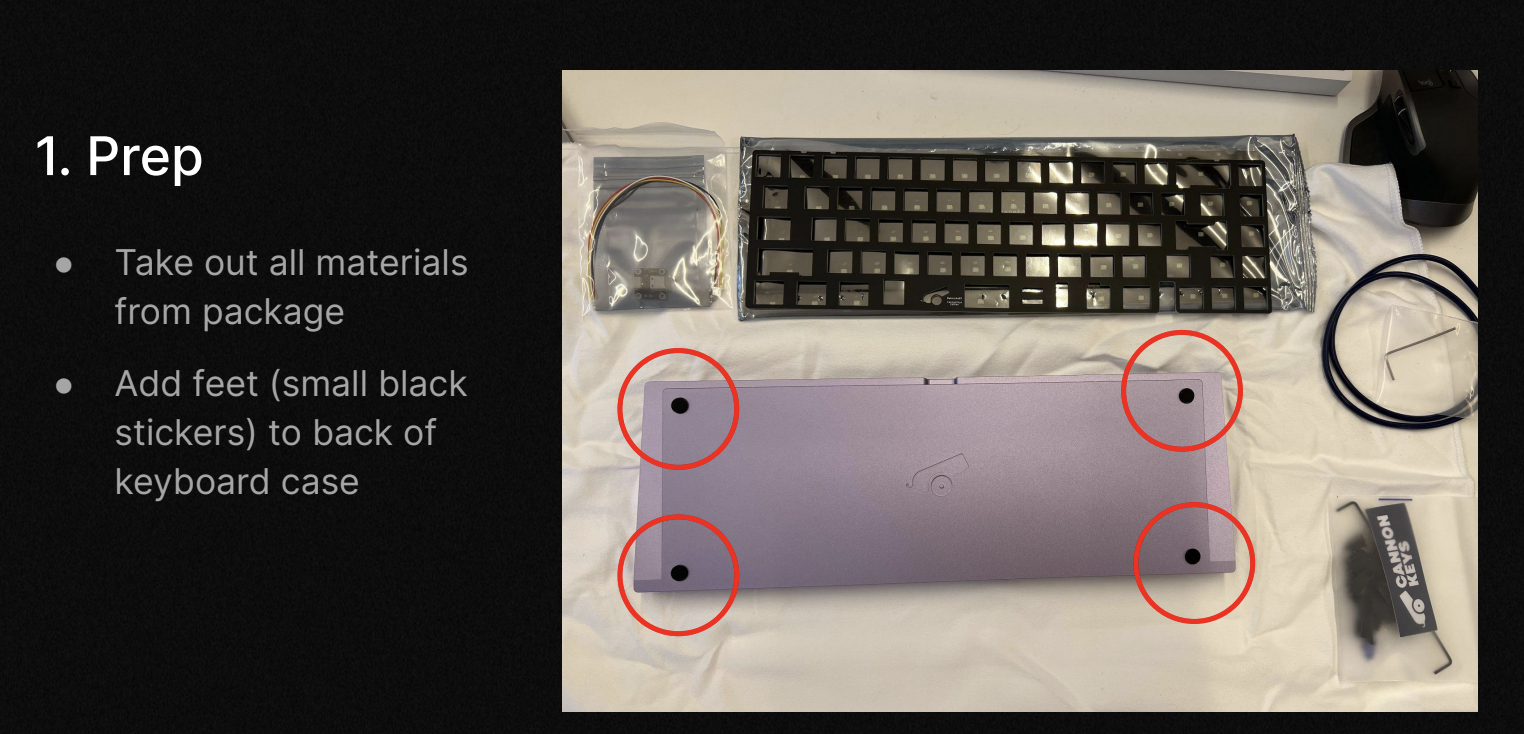 1. Prep
● Take out all materials
from package
● Add feet (small black
stickers) to back of
keyboard case
CANNON
KEYS